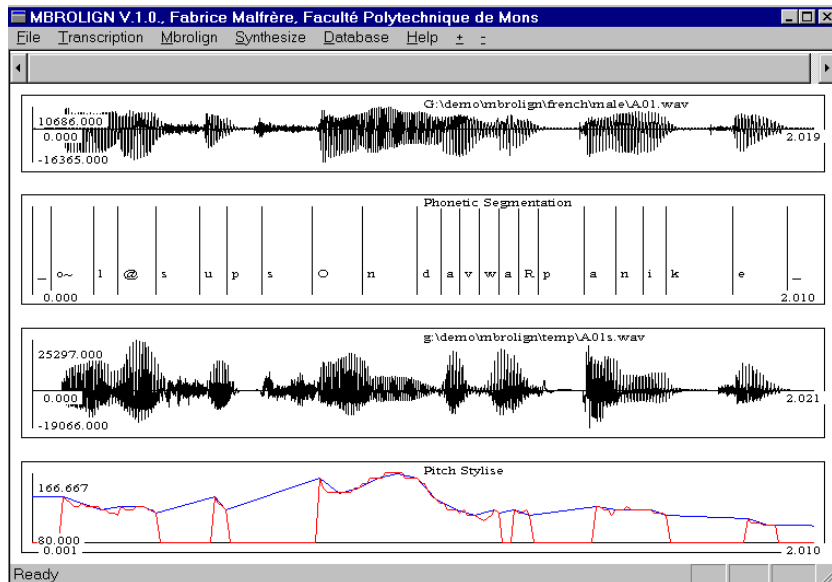 MBROLIGN V.1.0., Fabrice Malfrère, Faculté Polytechnique de Mons
File Transcription Mbrolign Synthesize Database Help + -
G:\demo\mbrolign\french\male\A01.wav
10686.000
0.000 2.019
-16365.000
Phonetic Segmentation
_ o~ l @ s u p s O n d a v w a R p a n i k e _
0.000 2.010
g:\demo\mbrolign\temp\A01s.wav
25297.000
0.000 2.021
-19066.000
Pitch Stylise
166.667
80.000
0.001 2.010
Ready